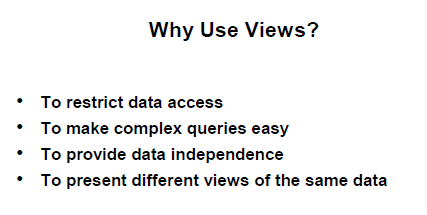 Why Use Views?
• To restrict data access
• To make complex queries easy
• To provide data independence
• To present different views of the same data